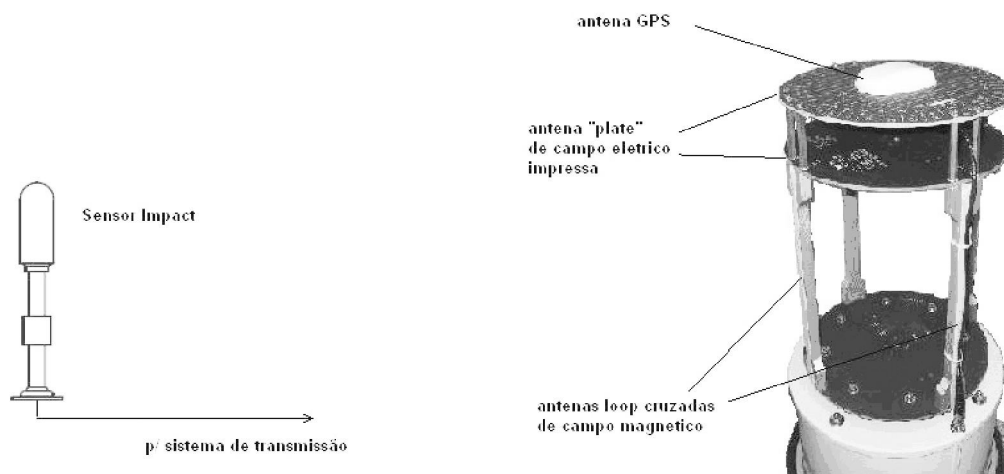 antena GPS
antena "plate"
de campo eletrico
impressa
Sensor Impact
antenas loop cruzadas
de campo magnetico
p/ sistema de transmissão